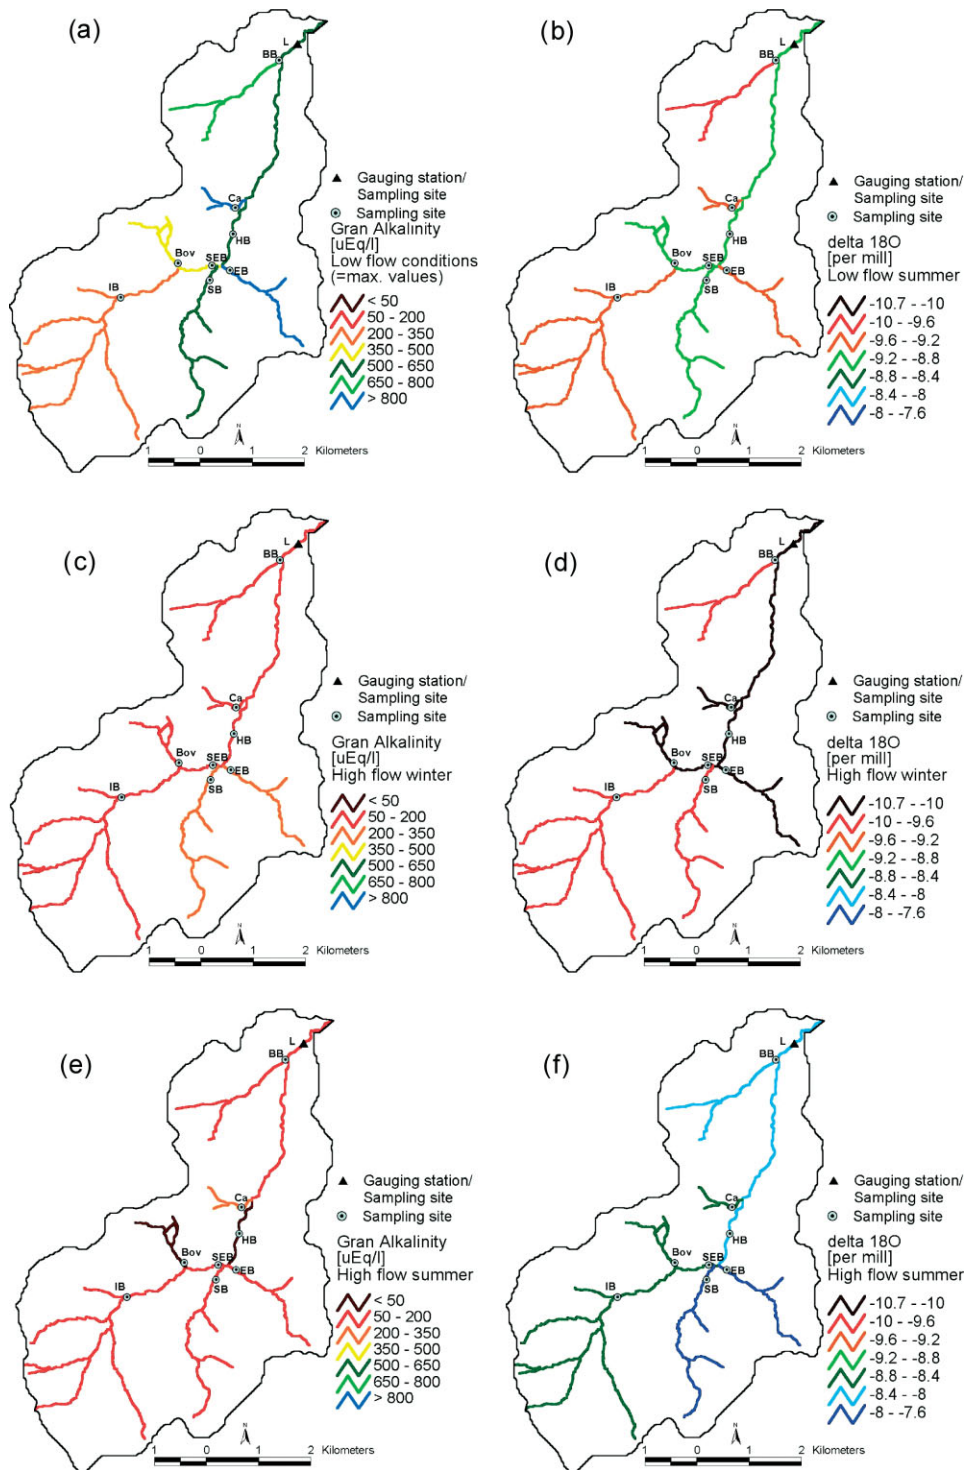 (a)
L
BB
Ca
HB
Bov
SEB
EB
SB
IB
Gauging station/
Sampling site
Sampling site
Gran Alkalinity
[uEq/l]
Low flow conditions
(=max. values)
< 50
50 - 200
200 - 350
350 - 500
500 - 650
650 - 800
> 800
N
1 0 1 2 Kilometers
(b)
L
BB
Ca
HB
Bov
SEB
EB
SB
IB
Gauging station/
Sampling site
Sampling site
delta 18O
[per mill]
Low flow summer
-10.7 - -10
-10 - -9.6
-9.6 - -9.2
-9.2 - -8.8
-8.8 - -8.4
-8.4 - -8
-8 - -7.6
N
1 0 1 2 Kilometers
(c)
L
BB
Ca
HB
Bov
SEB
EB
SB
IB
Gauging station/
Sampling site
Sampling site
Gran Alkalinity
[uEq/l]
High flow winter
< 50
50 - 200
200 - 350
350 - 500
500 - 650
650 - 800
> 800
N
1 0 1 2 Kilometers
(d)
L
BB
Ca
HB
Bov
SEB
EB
SB
IB
Gauging station/
Sampling site
Sampling site
delta 18O
[per mill]
High flow winter
-10.7 - -10
-10 - -9.6
-9.6 - -9.2
-9.2 - -8.8
-8.8 - -8.4
-8.4 - -8
-8 - -7.6
N
1 0 1 2 Kilometers
(e)
L
BB
Ca
HB
Bov
SEB
EB
SB
IB
Gauging station/
Sampling site
Sampling site
Gran Alkalinity
[uEq/l]
High flow summer
< 50
50 - 200
200 - 350
350 - 500
500 - 650
650 - 800
> 800
N
1 0 1 2 Kilometers
(f)
L
BB
Ca
HB
Bov
SEB
EB
SB
IB
Gauging station/
Sampling site
Sampling site
delta 18O
[per mill]
High flow summer
-10.7 - -10
-10 - -9.6
-9.6 - -9.2
-9.2 - -8.8
-8.8 - -8.4
-8.4 - -8
-8 - -7.6
N
1 0 1 2 Kilometers